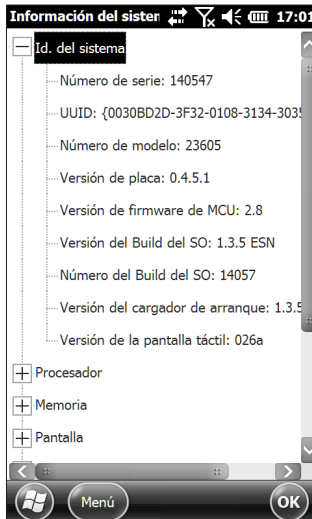 Información del sister 17:01
Id. del sistema
Número de serie: 140547
UUID: {0030BD2D-3F32-0108-3134-3035
Número de modelo: 23605
Versión de placa: 0.4.5.1
Versión de firmware de MCU: 2.8
Versión del Build del SO: 1.3.5 ESN
Número del Build del SO: 14057
Versión del cargador de arranque: 1.3.5
Versión de la pantalla táctil: 026a
Procesador
Memoria
Pantalla
Menú OK